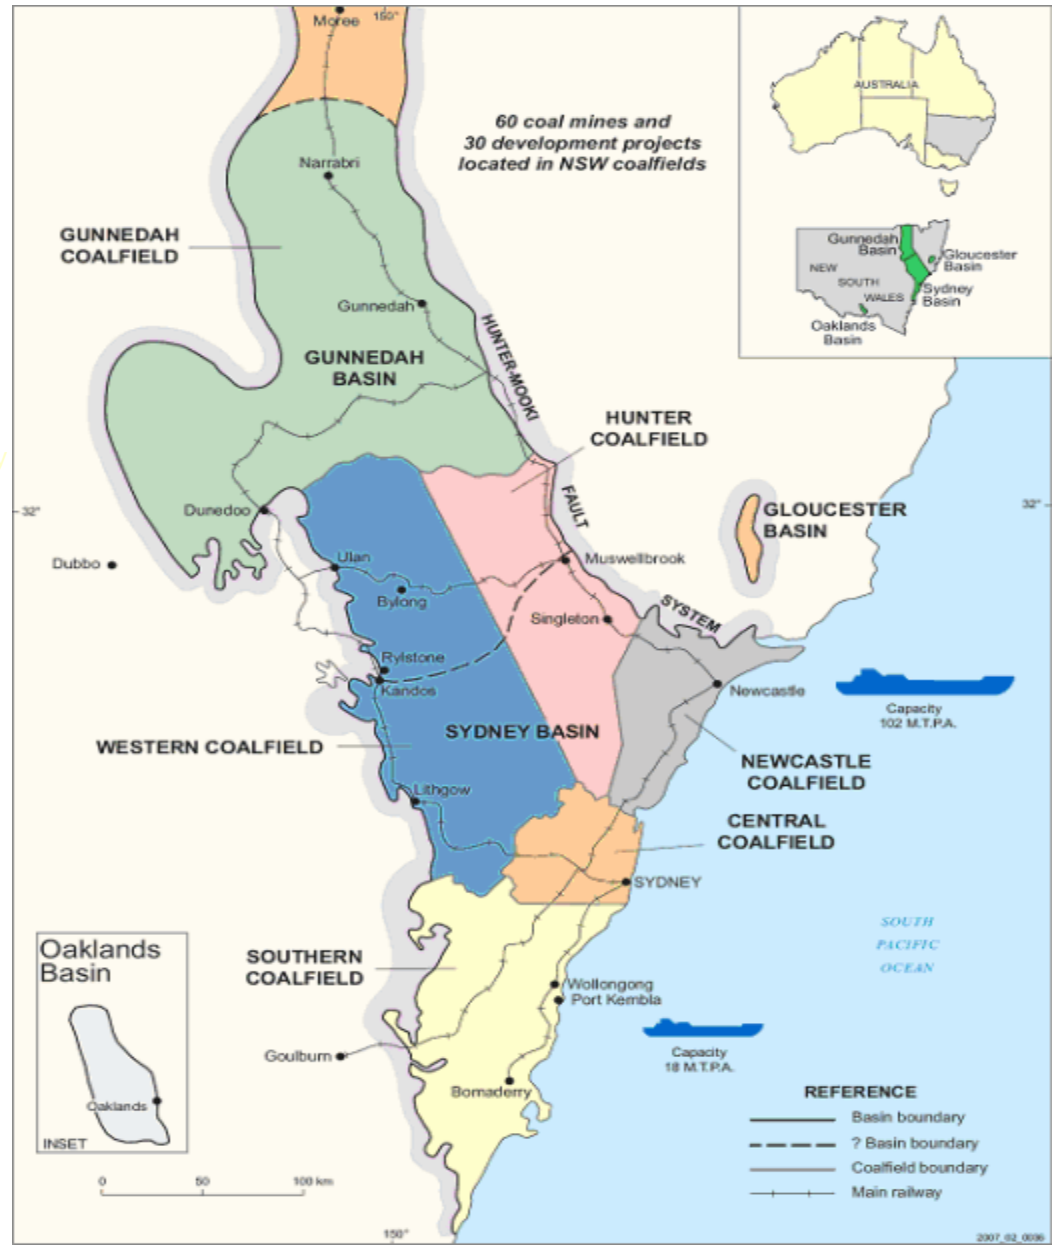 Moree
150°
60 coal mines and
30 development projects
located in NSW coalfields
AUSTRALIA
Narrabri
GUNNEDAH
COALFIELD
Gunnedah
Basin
Gloucester
Basin
NEW
SOUTH
WALES
Sydney
Basin
Oaklands
Basin
Gunnedah
HUNTER-MOOKI
FAULT
SYSTEM
GUNNEDAH
BASIN
HUNTER
COALFIELD
32°
32°
Dunedoo
GLOUCESTER
BASIN
Dubbo
Ulan
Muswellbrook
Bylong
Singleton
Rylstone
Kandos
Newcastle
Capacity
102 M.T.P.A.
SYDNEY BASIN
WESTERN COALFIELD
NEWCASTLE
COALFIELD
Lithgow
CENTRAL
COALFIELD
SYDNEY
SOUTH
PACIFIC
OCEAN
Oaklands
Basin
SOUTHERN
COALFIELD
Wollongong
Port Kembla
Goulburn
Capacity
18 M.T.P.A.
Bomaderry
Oaklands
INSET
REFERENCE
Basin boundary
? Basin boundary
Coalfield boundary
Main railway
0 50 100 km
150°
2007_02_0036